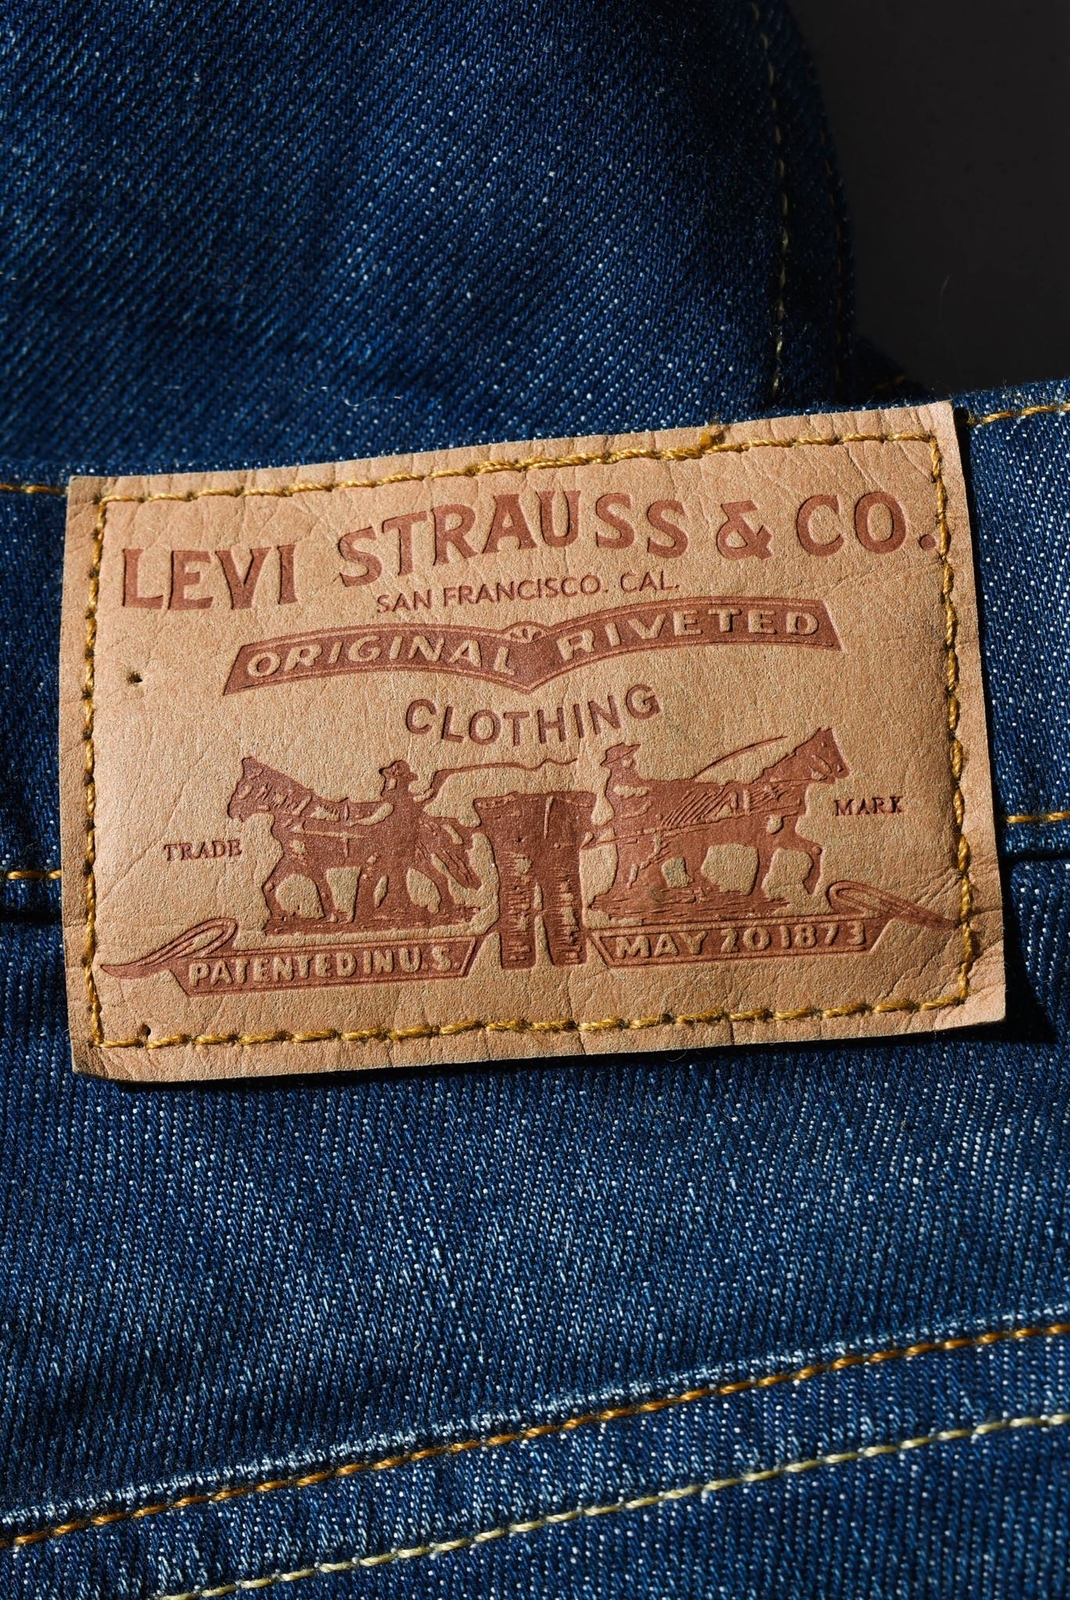 LEVI STRAUSS & CO.
SAN FRANCISCO. CAL.
ORIGINAL RIVETED
CLOTHING
TRADE MARK
PATENTED IN U.S. MAY 20 1873